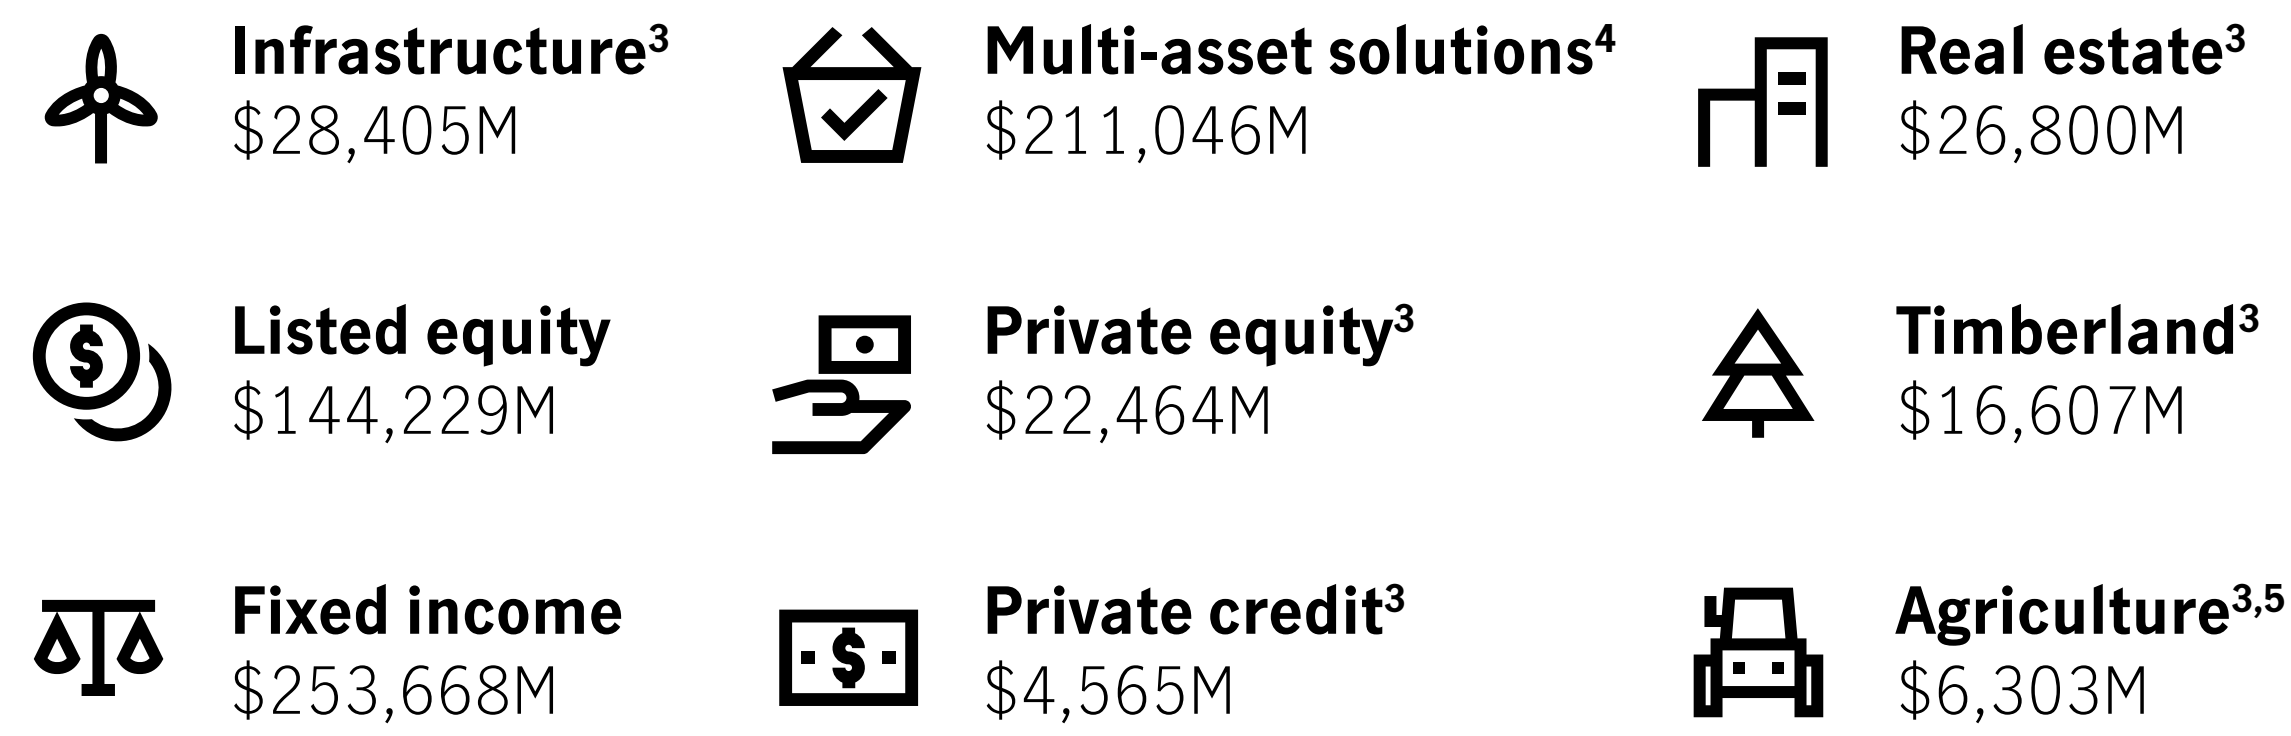 Infrastructure³
$28,405M
Multi-asset solutions⁴
$211,046M
Real estate³
$26,800M
Listed equity
$144,229M
Private equity³
$22,464M
Timberland³
$16,607M
Fixed income
$253,668M
Private credit³
$4,565M
Agriculture³,⁵
$6,303M